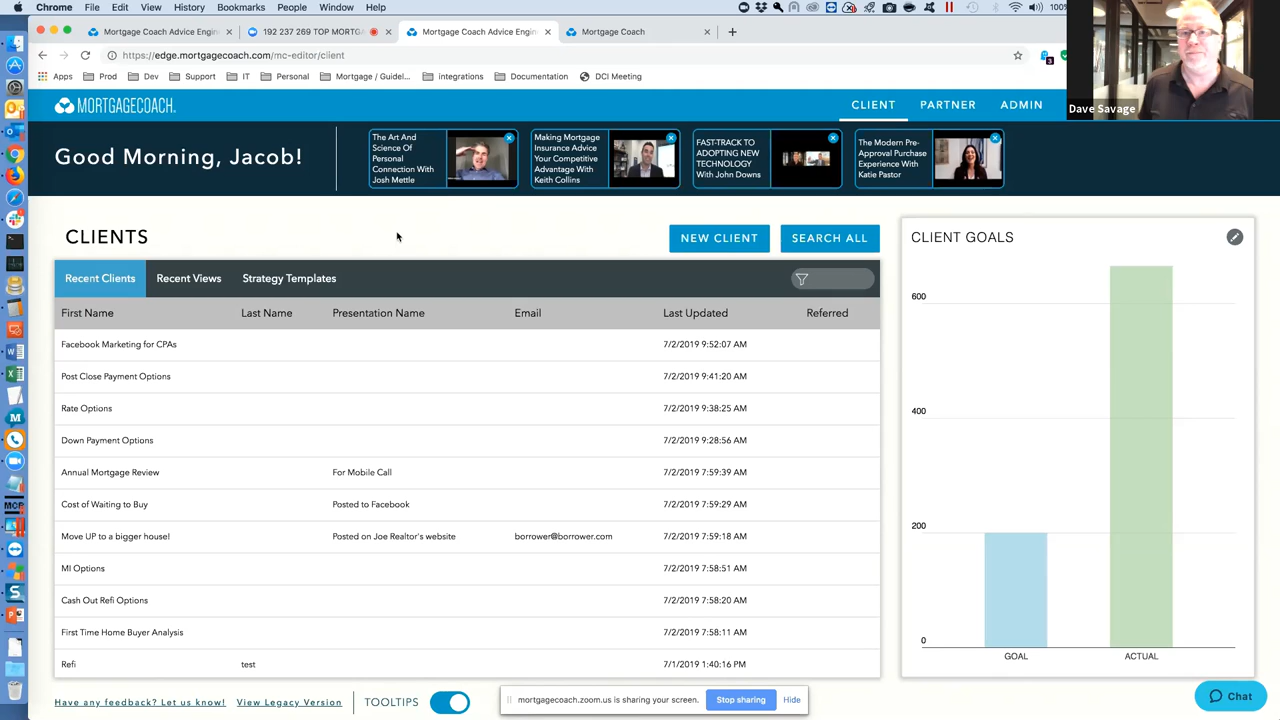 Chrome File Edit View History Bookmarks People Window Help
Mortgage Coach Advice Engin
192 237 269 TOP MORTG
Mortgage Coach Advice Engin
Mortgage Coach
https://edge.mortgagecoach.com/mc-editor/client
Apps Prod Dev Support IT Personal Mortgage / Guidel... integrations Documentation DCI Meeting
Dave Savage
MORTGAGECOACH.
CLIENT PARTNER ADMIN
Good Morning, Jacob!
The Art And
Science Of
Personal
Connection With
Josh Mettle
Making Mortgage
Insurance Advice
Your Competitive
Advantage With
Keith Collins
FAST-TRACK TO
ADOPTING NEW
TECHNOLOGY
With John Downs
The Modern Pre-
Approval Purchase
Experience With
Katie Pastor
CLIENTS
NEW CLIENT
SEARCH ALL
Recent Clients Recent Views Strategy Templates
First Name Last Name Presentation Name Email Last Updated Referred
Facebook Marketing for CPAs 7/2/2019 9:52:07 AM
Post Close Payment Options 7/2/2019 9:41:20 AM
Rate Options 7/2/2019 9:38:25 AM
Down Payment Options 7/2/2019 9:28:56 AM
Annual Mortgage Review For Mobile Call 7/2/2019 7:59:39 AM
Cost of Waiting to Buy Posted to Facebook 7/2/2019 7:59:29 AM
Move UP to a bigger house! Posted on Joe Realtor's website borrower@borrower.com 7/2/2019 7:59:18 AM
MI Options 7/2/2019 7:58:51 AM
Cash Out Refi Options 7/2/2019 7:58:20 AM
First Time Home Buyer Analysis 7/2/2019 7:58:11 AM
Refi test 7/1/2019 1:40:16 PM
CLIENT GOALS
600
400
200
0
GOAL ACTUAL
Have any feedback? Let us know! View Legacy Version TOOLTIPS
mortgagecoach.zoom.us is sharing your screen. Stop sharing Hide
Chat